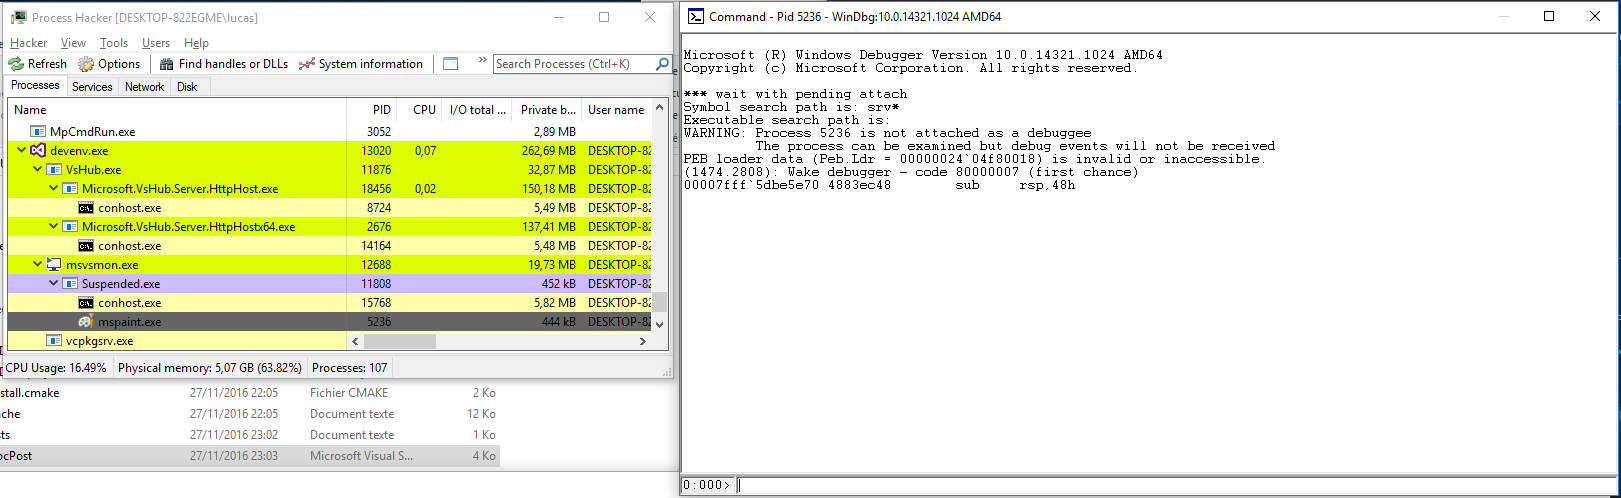 Process Hacker [DESKTOP-822EGME\lucas]
Hacker View Tools Users Help
Refresh Options Find handles or DLLs System information » Search Processes (Ctrl+K)
Processes Services Network Disk
Name PID CPU I/O total ... Private b... User name
MpCmdRun.exe 3052 2,89 MB
devenv.exe 13020 0,07 262,69 MB DESKTOP-82
VsHub.exe 11876 32,87 MB DESKTOP-82
Microsoft.VsHub.Server.HttpHost.exe 18456 0,02 150,18 MB DESKTOP-82
conhost.exe 8724 5,49 MB DESKTOP-82
Microsoft.VsHub.Server.HttpHostx64.exe 2676 137,41 MB DESKTOP-82
conhost.exe 14164 5,48 MB DESKTOP-82
msvsmon.exe 12688 19,73 MB DESKTOP-82
Suspended.exe 11808 452 kB DESKTOP-82
conhost.exe 15768 5,82 MB DESKTOP-82
mspaint.exe 5236 444 kB DESKTOP-82
vcpkgsrv.exe
CPU Usage: 16.49% Physical memory: 5,07 GB (63.82%) Processes: 107
stall.cmake 27/11/2016 22:05 Fichier CMAKE 2 Ko
che 27/11/2016 22:05 Document texte 12 Ko
ts 27/11/2016 23:02 Document texte 1 Ko
ocPost 27/11/2016 23:03 Microsoft Visual S... 4 Ko
Command - Pid 5236 - WinDbg:10.0.14321.1024 AMD64
Microsoft (R) Windows Debugger Version 10.0.14321.1024 AMD64
Copyright (c) Microsoft Corporation. All rights reserved.
*** wait with pending attach
Symbol search path is: srv*
Executable search path is:
WARNING: Process 5236 is not attached as a debuggee
The process can be examined but debug events will not be received
PEB loader data (Peb.Ldr = 00000024`04f80018) is invalid or inaccessible.
(1474.2808): Wake debugger - code 80000007 (first chance)
00007fff`5dbe5e70 4883ec48 sub rsp,48h
0:000>